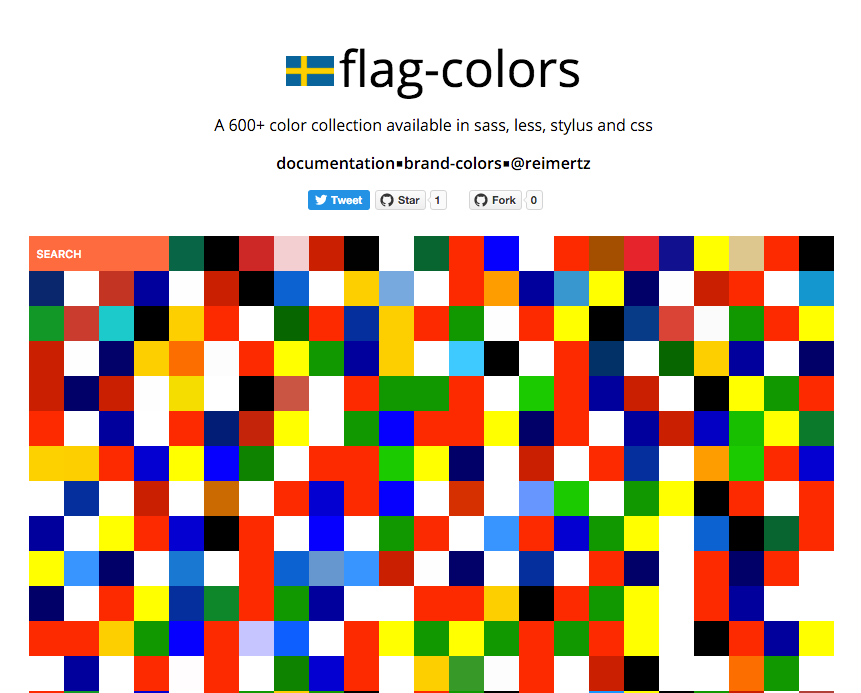 flag-colors
A 600+ color collection available in sass, less, stylus and css
documentation▪brand-colors▪@reimertz
Tweet Star 1 Fork 0
SEARCH